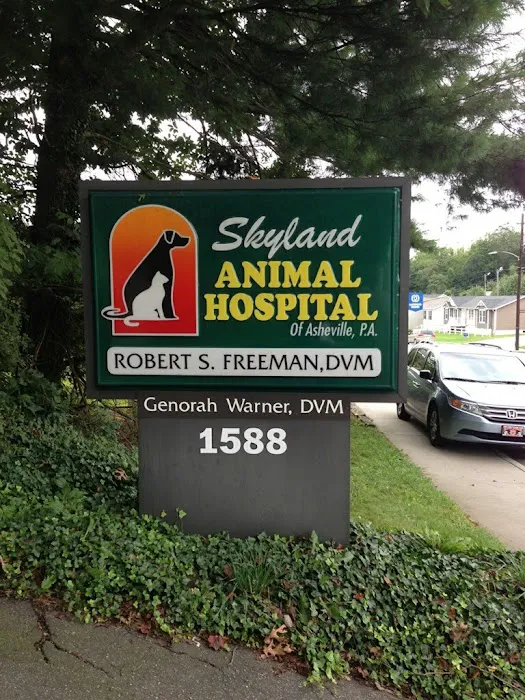 Skyland
ANIMAL
HOSPITAL
Of Asheville, P.A.
ROBERT S. FREEMAN,DVM
Genorah Warner, DVM
1588